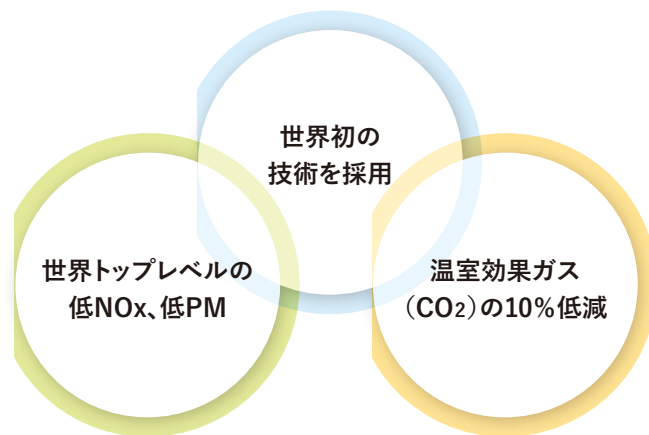 世界初の
技術を採用
世界トップレベルの
低NOx、低PM
温室効果ガス
（CO2）の10%低減